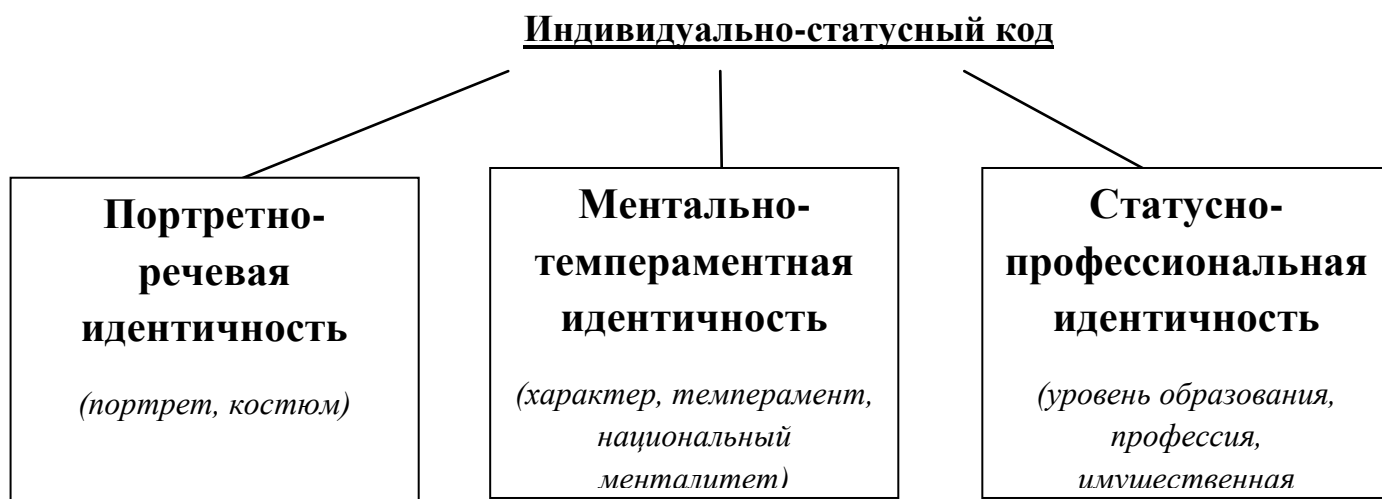 Индивидуально-статусный код
Портретно-
речевая
идентичность
(портрет, костюм)
Ментально-
темпераментная
идентичность
(характер, темперамент,
национальный
менталитет)
Статусно-
профессиональная
идентичность
(уровень образования,
профессия,
имущественная